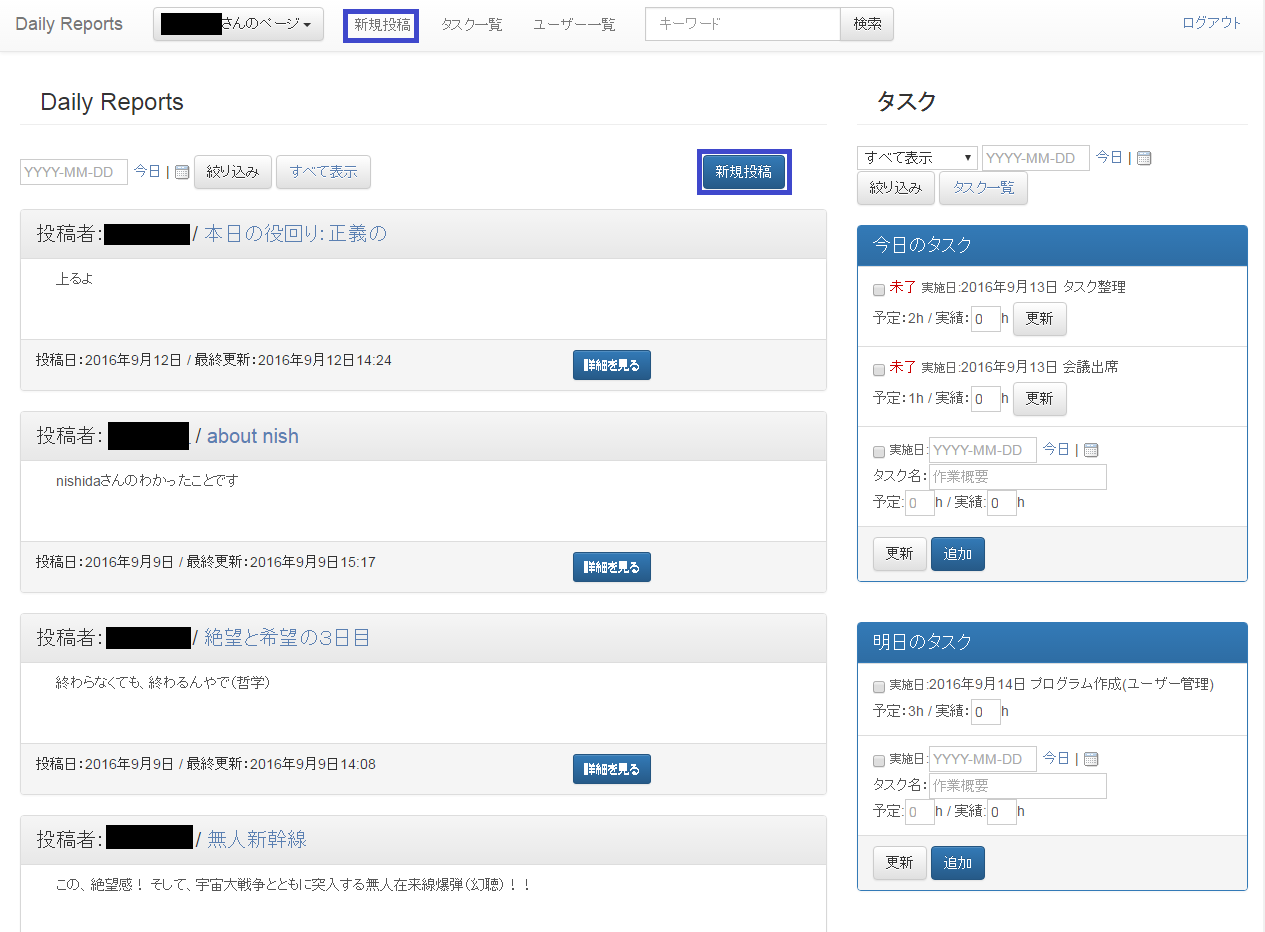 Daily Reports さんのページ 新規投稿 タスク一覧 ユーザー一覧 キーワード 検索 ログアウト
Daily Reports
YYYY-MM-DD 今日 | 絞り込み すべて表示 新規投稿
投稿者: / 本日の役回り: 正義の
上るよ
投稿日:2016年9月12日 / 最終更新:2016年9月12日14:24 詳細を見る
投稿者: / about nish
nishidaさんのわかったことです
投稿日:2016年9月9日 / 最終更新:2016年9月9日15:17 詳細を見る
投稿者: / 絶望と希望の3日目
終わらなくても、終わるんやで(哲学)
投稿日:2016年9月9日 / 最終更新:2016年9月9日14:08 詳細を見る
投稿者: / 無人新幹線
この、絶望感! そして、宇宙大戦争とともに突入する無人在来線爆弾(幻聴)!!
タスク
すべて表示 YYYY-MM-DD 今日 |
絞り込み タスク一覧
今日のタスク
未了 実施日:2016年9月13日 タスク整理
予定:2h / 実績: 0 h 更新
未了 実施日:2016年9月13日 会議出席
予定:1h / 実績: 0 h 更新
実施日: YYYY-MM-DD 今日 |
タスク名: 作業概要
予定: 0 h / 実績: 0 h
更新 追加
明日のタスク
実施日:2016年9月14日 プログラム作成(ユーザー管理)
予定:3h / 実績: 0 h
実施日: YYYY-MM-DD 今日 |
タスク名: 作業概要
予定: 0 h / 実績: 0 h
更新 追加